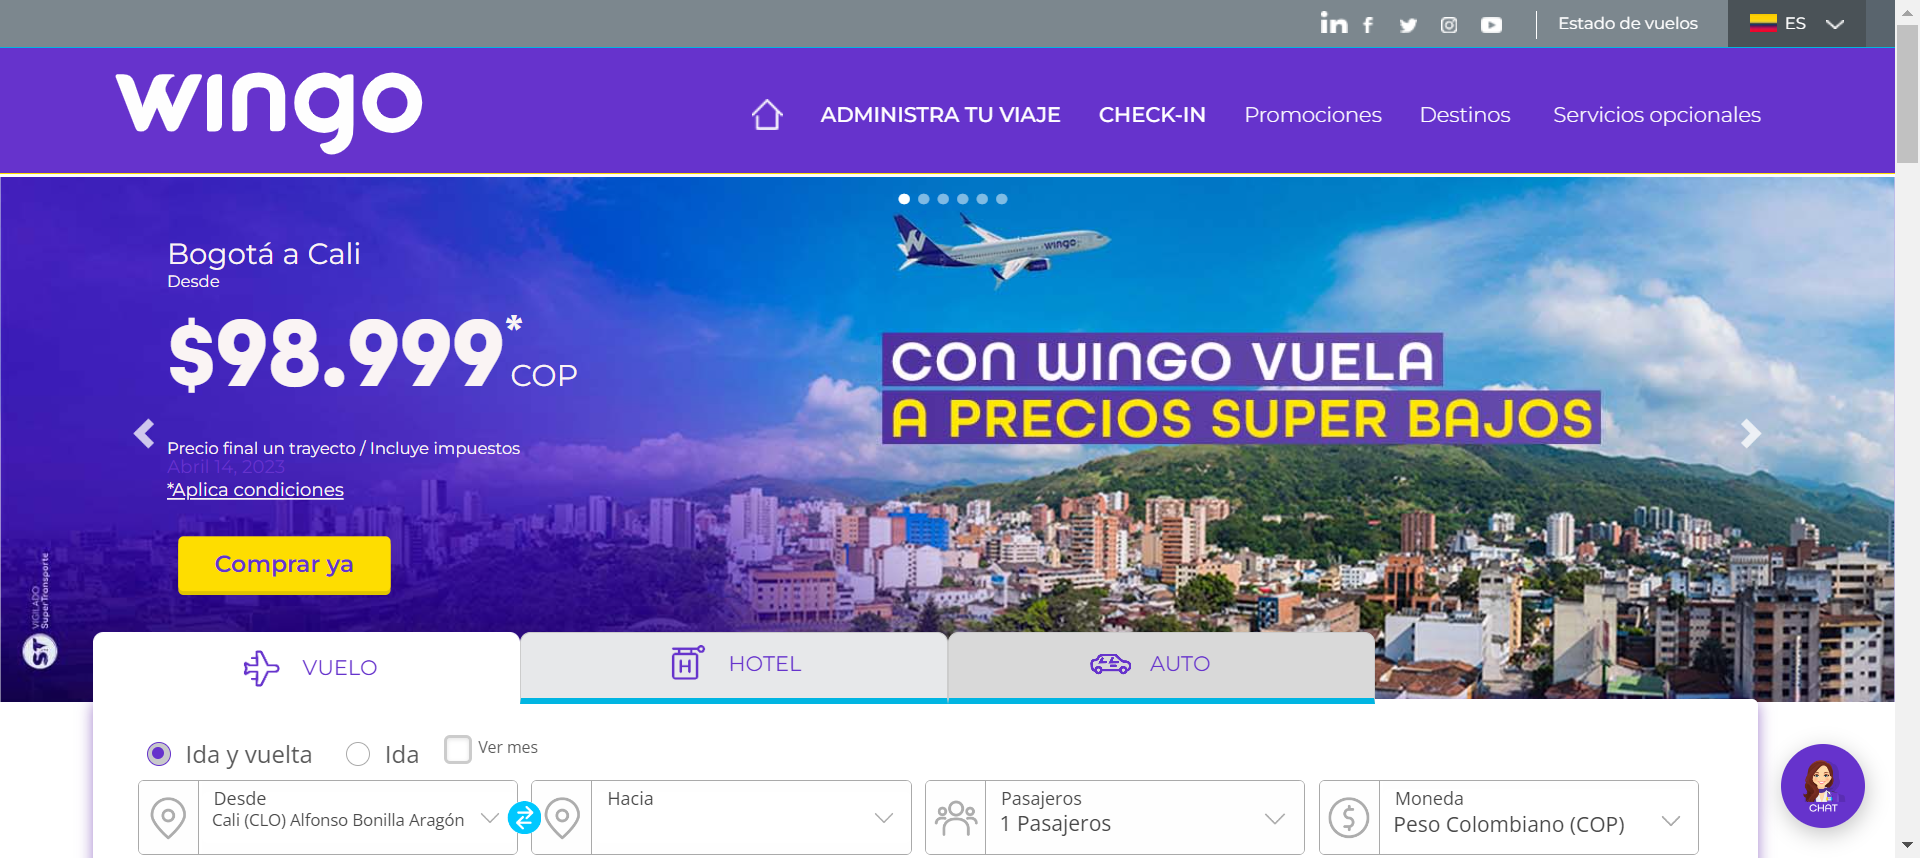 in f
Estado de vuelos
ES
wingo
ADMINISTRA TU VIAJE
CHECK-IN
Promociones
Destinos
Servicios opcionales
Bogotá a Cali
Desde
$98.999*
COP
Precio final un trayecto / Incluye impuestos
Abril 14, 2023
*Aplica condiciones
Comprar ya
wingo
CON WINGO VUELA
A PRECIOS SUPER BAJOS
VIGILADO
SuperTransporte
ST
VUELO
H
HOTEL
AUTO
Ida y vuelta
Ida
Ver mes
Desde
Cali (CLO) Alfonso Bonilla Aragón
Hacia
Pasajeros
1 Pasajeros
$
Moneda
Peso Colombiano (COP)
CHAT